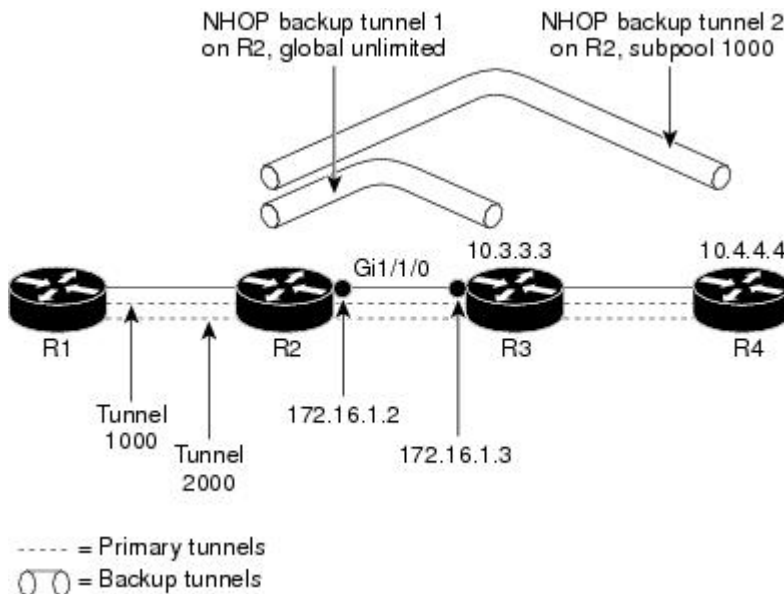 NHOP backup tunnel 1
on R2, global unlimited
NHOP backup tunnel 2
on R2, subpool 1000
Gi1/1/0
10.3.3.3
10.4.4.4
R1
R2
R3
R4
Tunnel
1000
Tunnel
2000
172.16.1.2
172.16.1.3
= Primary tunnels
= Backup tunnels